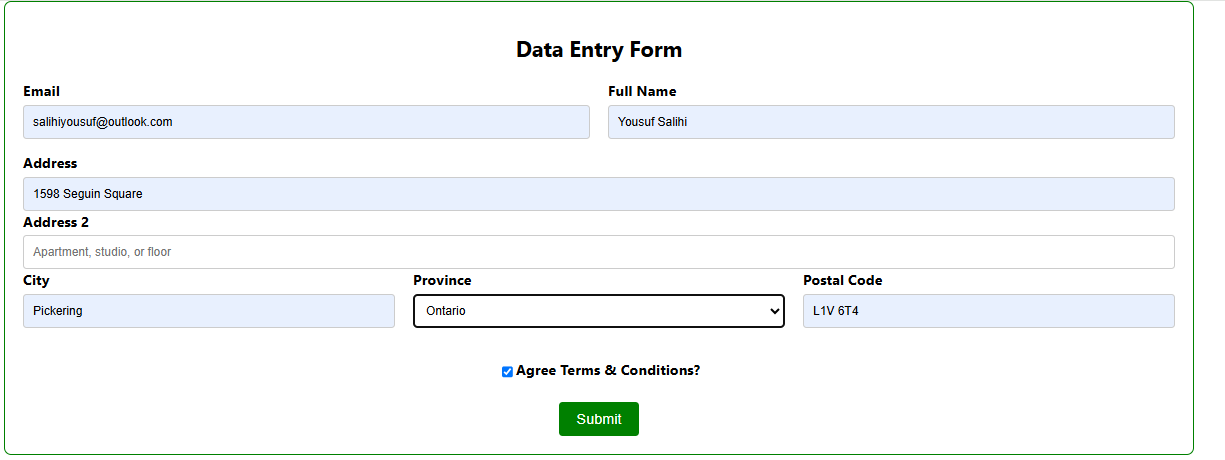 Data Entry Form
Email Full Name
salihiyousuf@outlook.com Yousuf Salihi
Address
1598 Seguin Square
Address 2
Apartment, studio, or floor
City Province Postal Code
Pickering Ontario L1V 6T4
Agree Terms & Conditions?
Submit